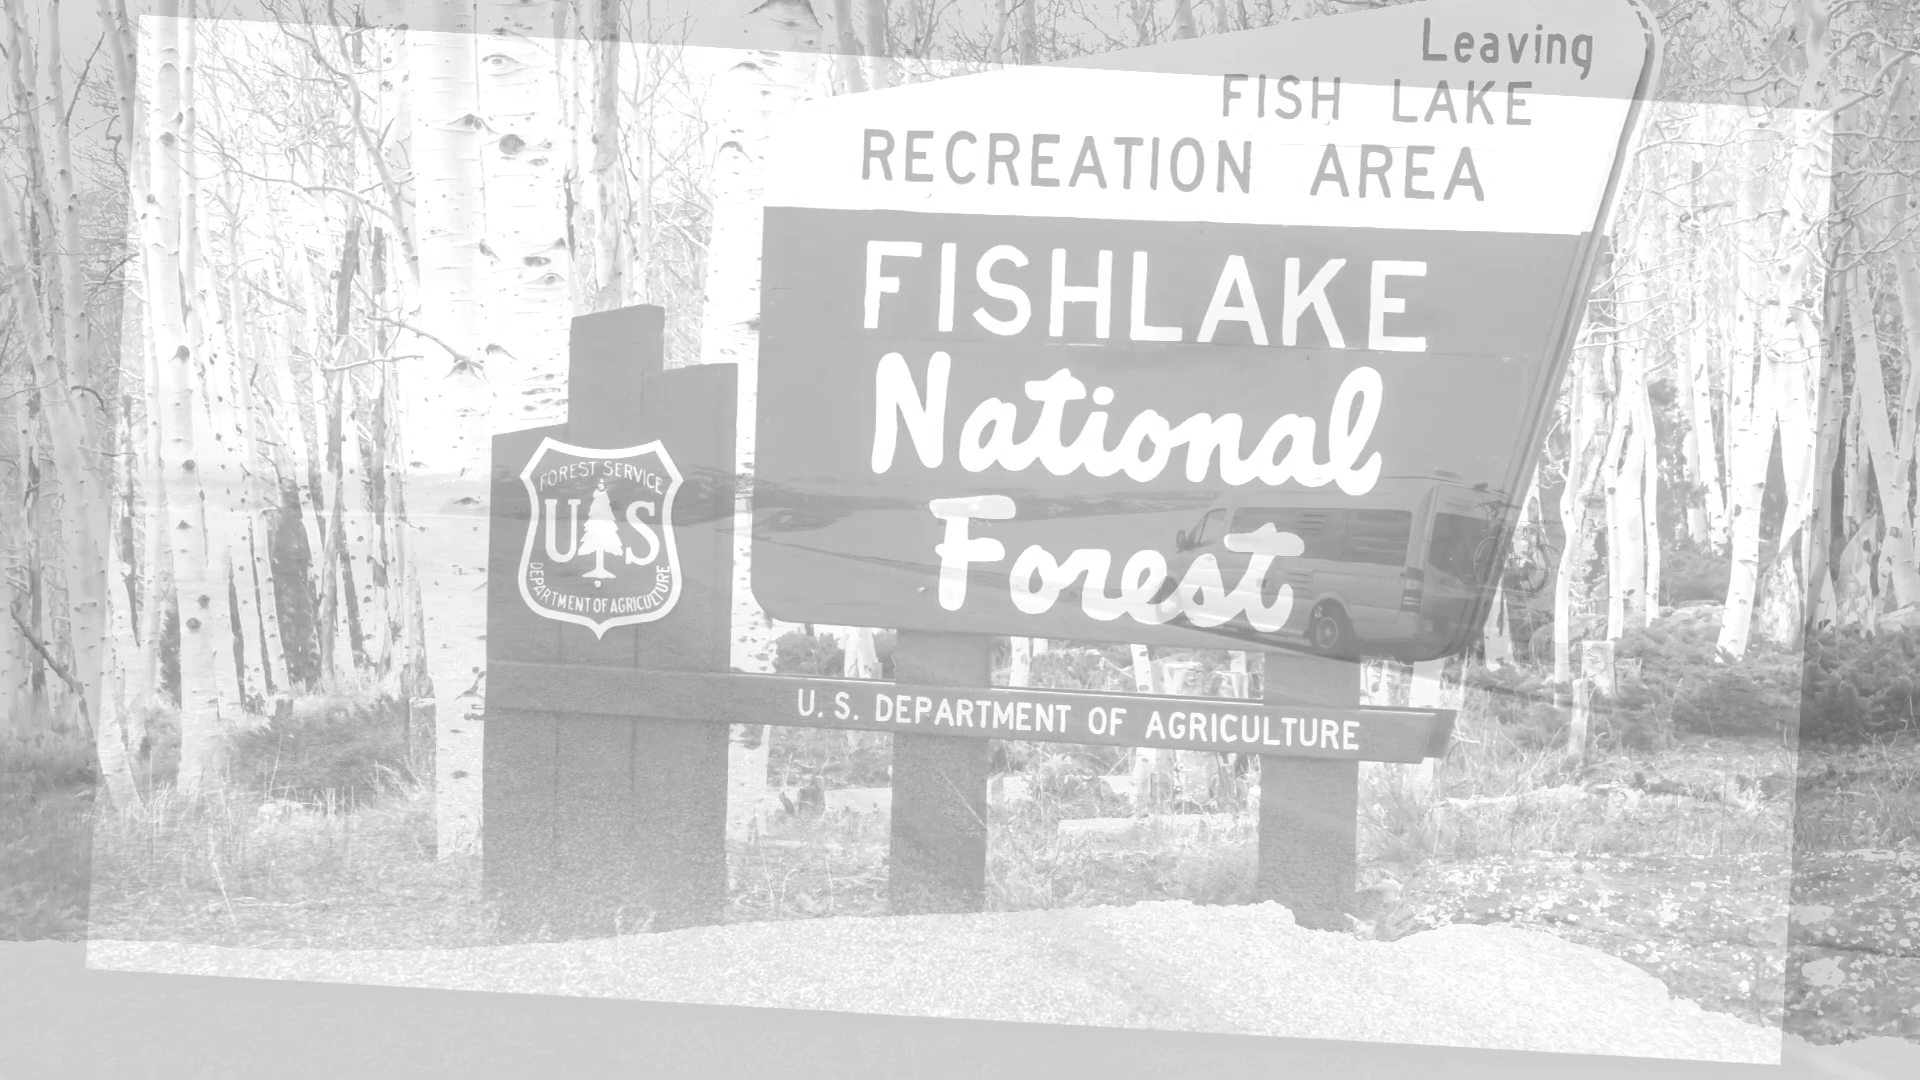 Leaving
FISH LAKE
RECREATION AREA
FISHLAKE
National
Forest
FOREST SERVICE
U S
DEPARTMENT OF AGRICULTURE
U. S. DEPARTMENT OF AGRICULTURE